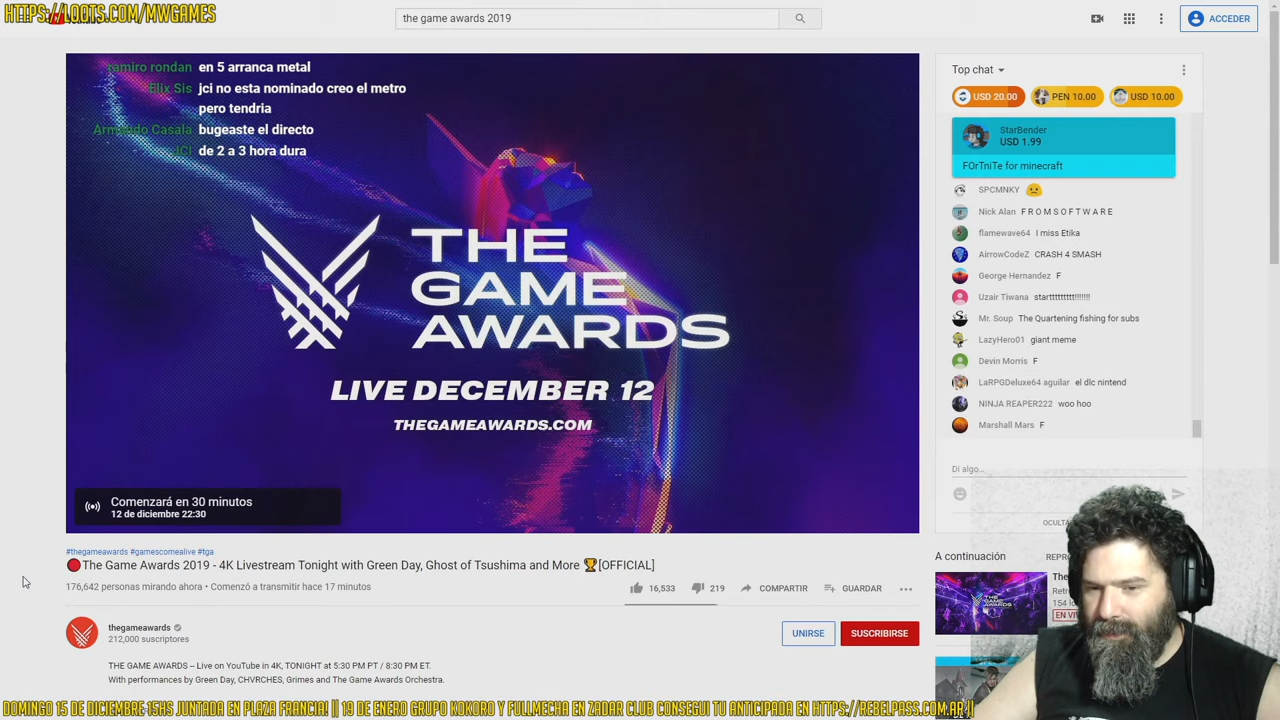 HTTPS://LOOTS.COM/MWGAMES
the game awards 2019
ACCEDER
ramiro rondan en 5 arranca metal
Elix Sis jci no esta nominado creo el metro
pero tendria
Armando Casala bugeaste el directo
JCI de 2 a 3 hora dura
THE
GAME
AWARDS
LIVE DECEMBER 12
THEGAMEAWARDS.COM
Comenzará en 30 minutos
12 de diciembre 22:30
Top chat
USD 20.00 PEN 10.00 USD 10.00
StarBender
USD 1.99
FOrTniTe for minecraft
SPCMNKY
Nick Alan F R O M S O F T W A R E
flamewave64 I miss Etika
AirrowCodeZ CRASH 4 SMASH
George Hernandez F
Uzair Tiwana starttttttttt!!!!!!!
Mr. Soup The Quartening fishing for subs
LazyHero01 giant meme
Devin Morris F
LaRPGDeluxe64 aguilar el dlc nintend
NINJA REAPER222 woo hoo
Marshall Mars F
Di algo...
#thegameawards #gamescomealive #tga
The Game Awards 2019 - 4K Livestream Tonight with Green Day, Ghost of Tsushima and More 🏆[OFFICIAL]
176,642 personas mirando ahora • Comenzó a transmitir hace 17 minutos
16,533 219 COMPARTIR GUARDAR
thegameawards
212,000 suscriptores
UNIRSE SUSCRIBIRSE
THE GAME AWARDS – Live on YouTube in 4K, TONIGHT at 5:30 PM PT / 8:30 PM ET.
With performances by Green Day, CHVRCHES, Grimes and The Game Awards Orchestra.
A continuación
DOMINGO 15 DE DICIEMBRE 15HS JUNTADA EN PLAZA FRANCIA! || 19 DE ENERO GRUPO KOKORO Y FULLMECHA EN ZADAR CLUB CONSEGUI TU ANTICIPADA EN HTTPS://REBELPASS.COM.AR ||